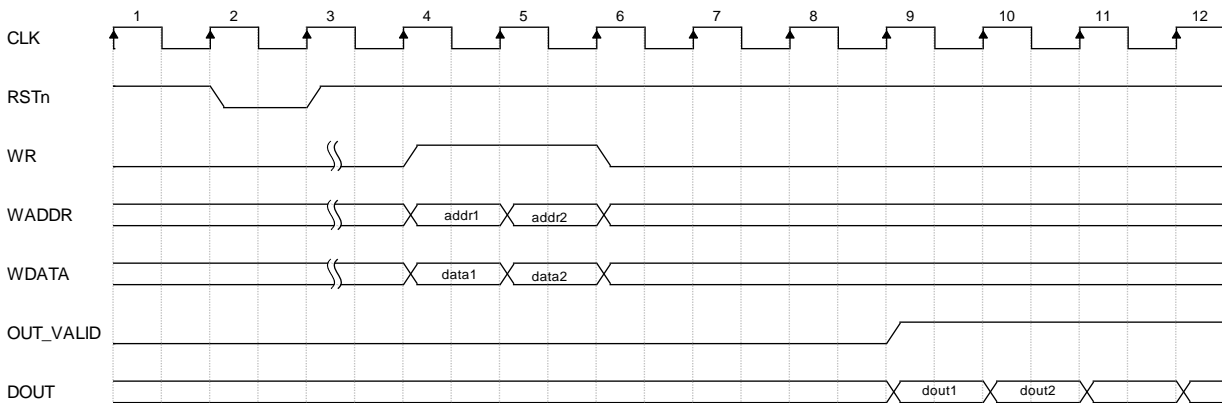 1 2 3 4 5 6 7 8 9 10 11 12
CLK
RSTn
WR
WADDR addr1 addr2
WDATA data1 data2
OUT_VALID
DOUT dout1 dout2